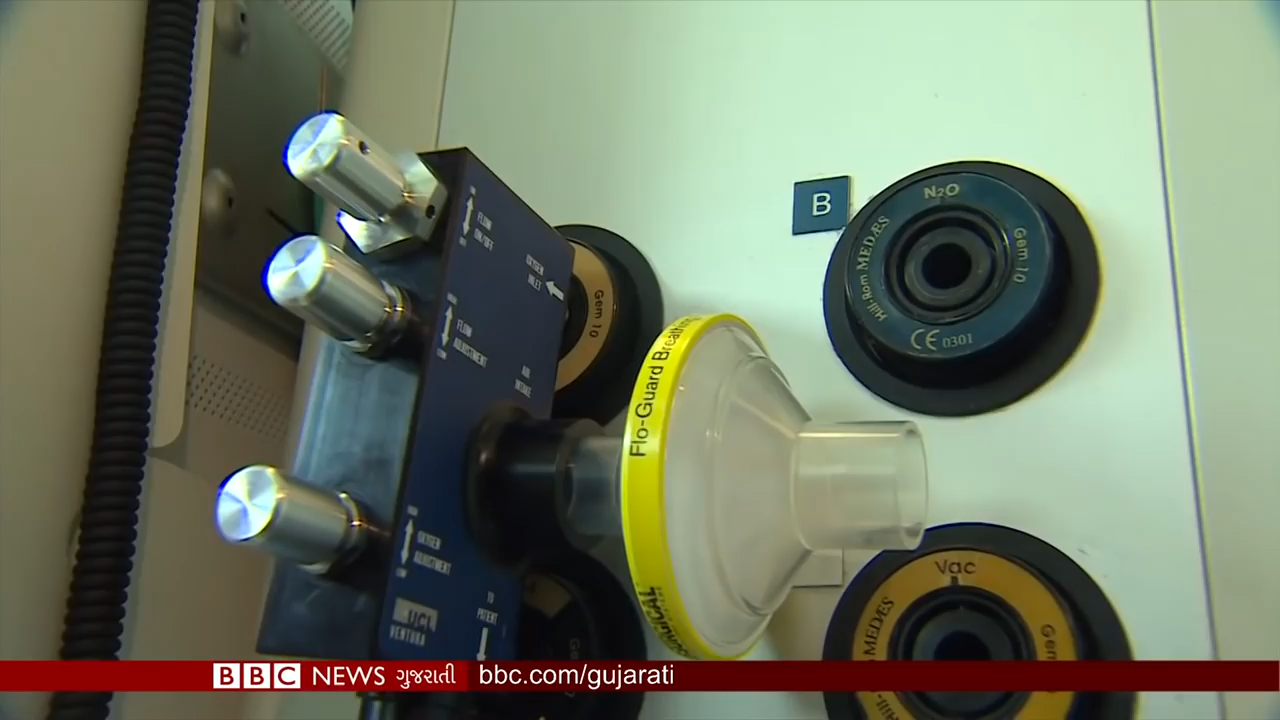 B
N₂O
Hill-Rom MEDÆS
Gem 10
CE 0301
FLOW
ON/OFF
OXYGEN
INLET
Gem 10
FLOW
ADJUSTMENT
AIR
INTAKE
Flo-Guard Breathing
OXYGEN
ADJUSTMENT
UCL
VENTURA
TO
PATIENT
Vac
MEDÆS
BBC NEWS ગુજરાતી bbc.com/gujarati